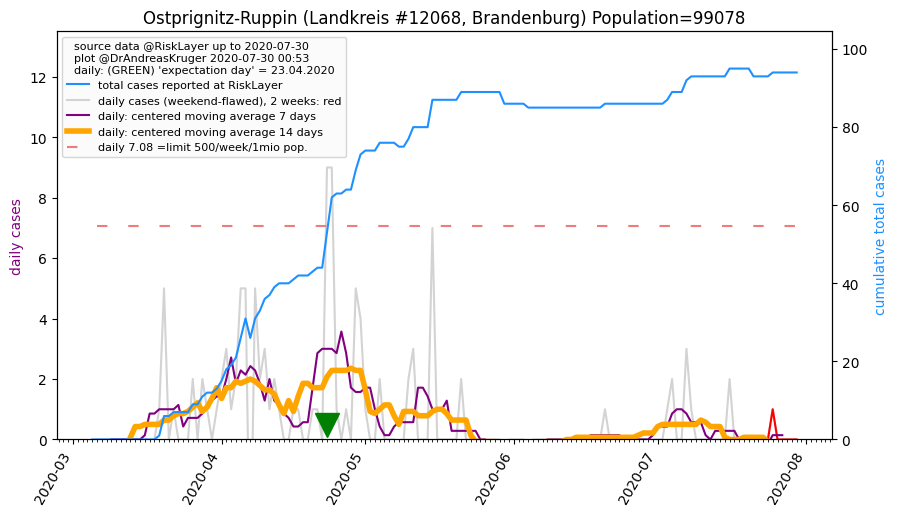 Ostprignitz-Ruppin (Landkreis #12068, Brandenburg) Population=99078
source data @RiskLayer up to 2020-07-30
plot @DrAndreasKruger 2020-07-30 00:53
daily: (GREEN) 'expectation day' = 23.04.2020
total cases reported at RiskLayer
daily cases (weekend-flawed), 2 weeks: red
daily: centered moving average 7 days
daily: centered moving average 14 days
daily 7.08 =limit 500/week/1mio pop.
daily cases
12
10
8
6
4
2
0
100
80
60
40
20
0
cumulative total cases
2020-03
2020-04
2020-05
2020-06
2020-07
2020-08